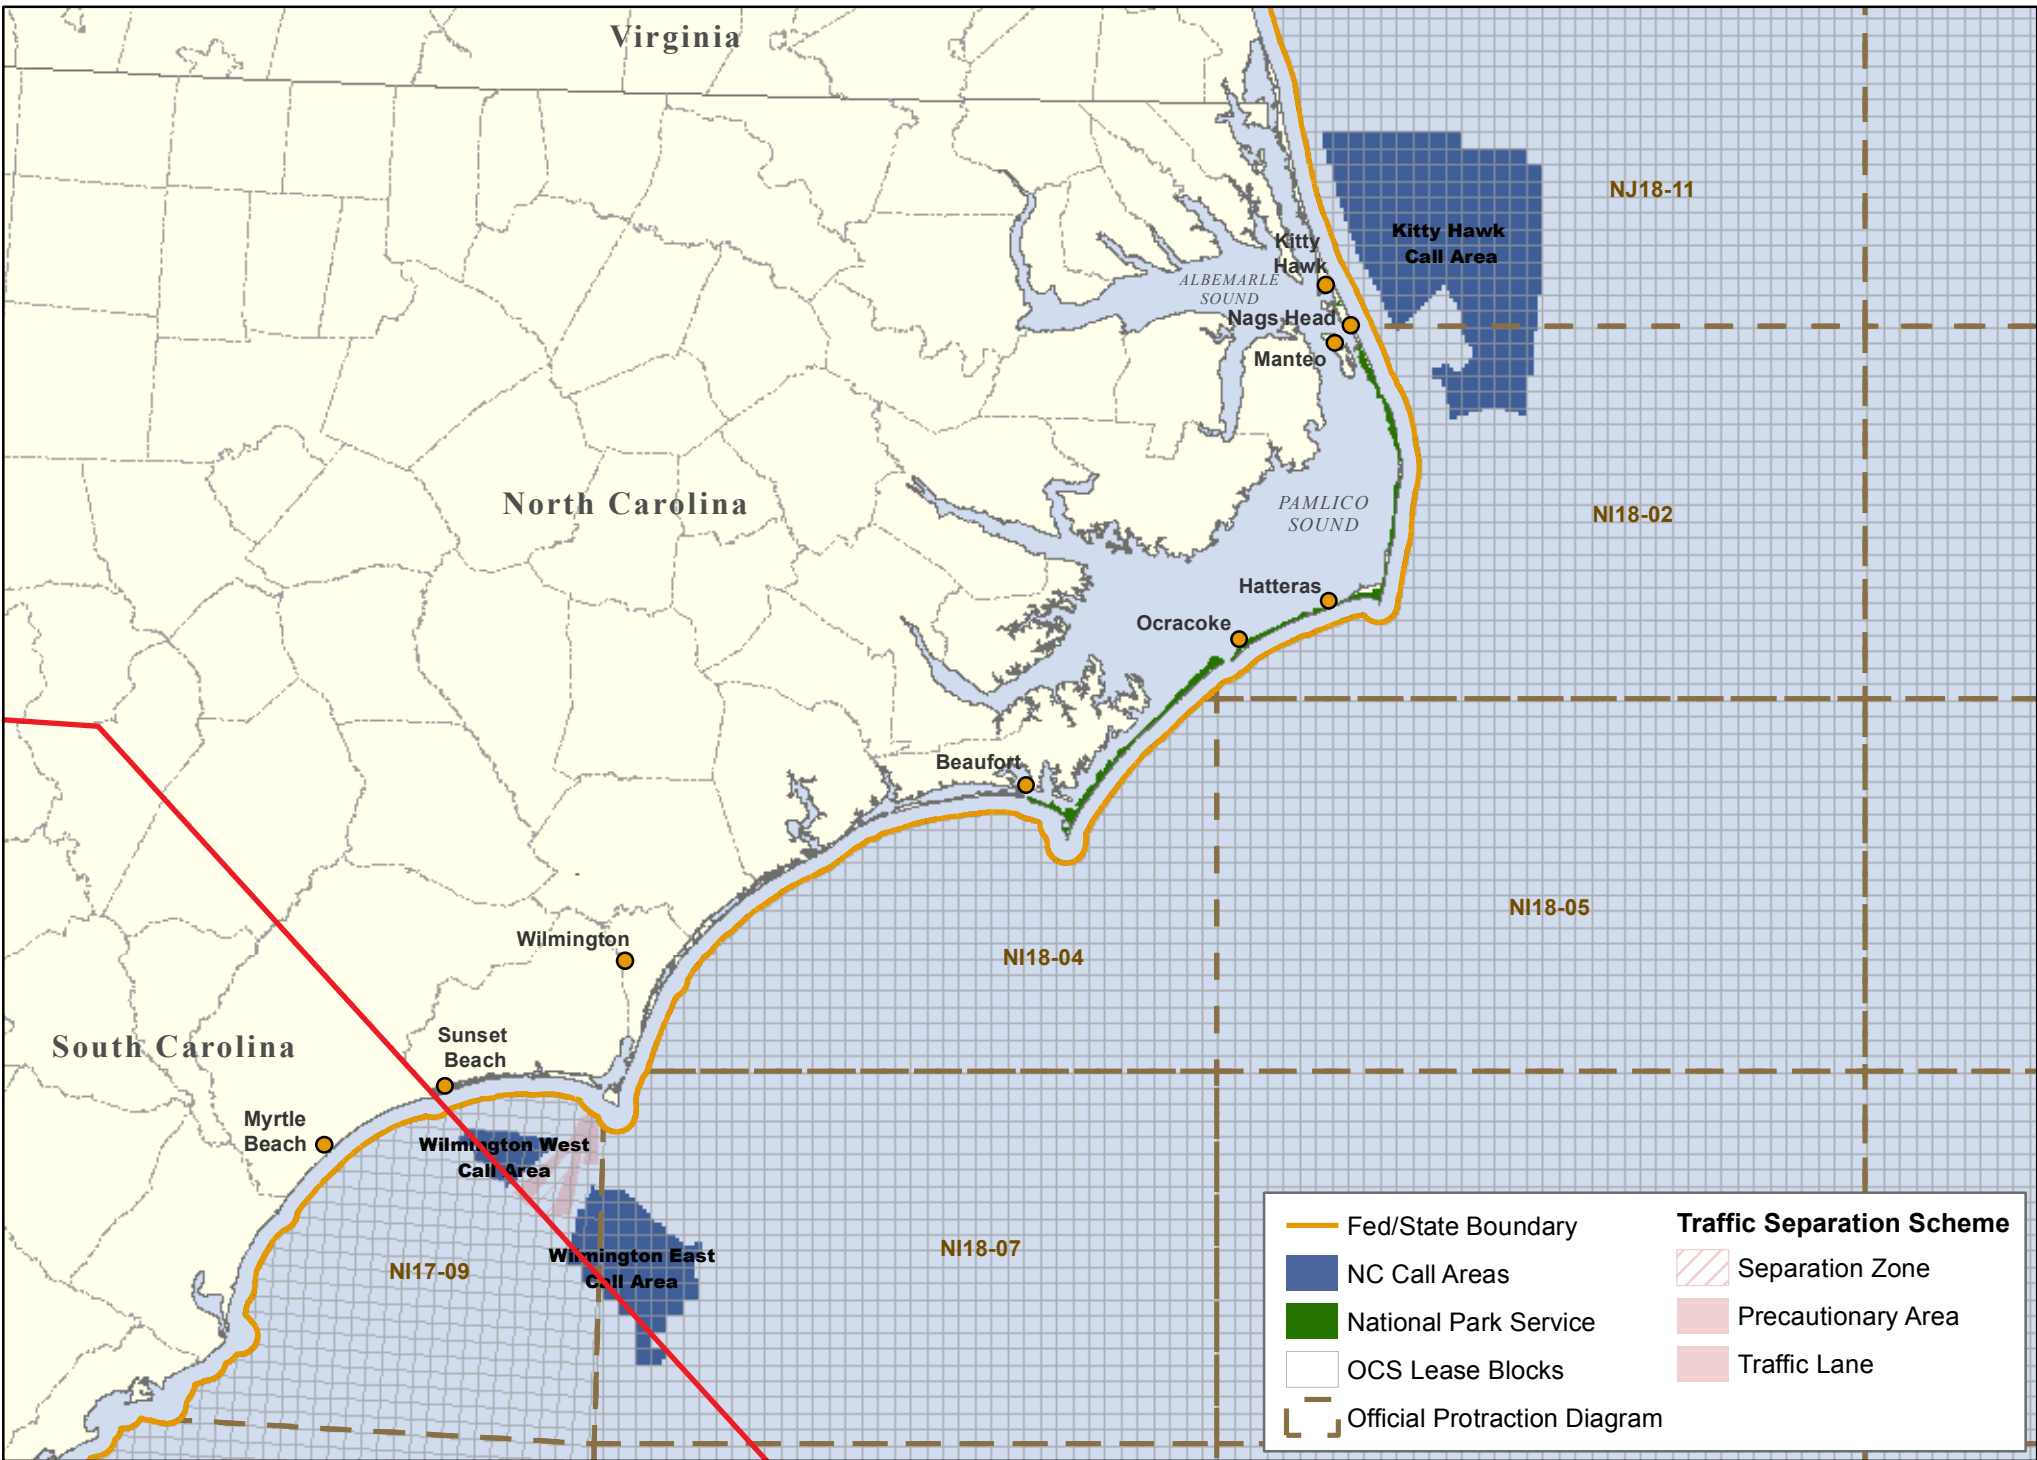 Virginia
NJ18-11
Kitty Hawk
Call Area
Kitty
Hawk
ALBEMARLE
SOUND
Nags Head
Manteo
North Carolina
PAMLICO
SOUND
NI18-02
Hatteras
Ocracoke
Beaufort
NI18-05
Wilmington
NI18-04
South Carolina
Sunset
Beach
Myrtle
Beach
Wilmington West
Call Area
Wilmington East
Call Area
NI17-09
NI18-07
Fed/State Boundary
NC Call Areas
National Park Service
OCS Lease Blocks
Official Protraction Diagram
Traffic Separation Scheme
Separation Zone
Precautionary Area
Traffic Lane